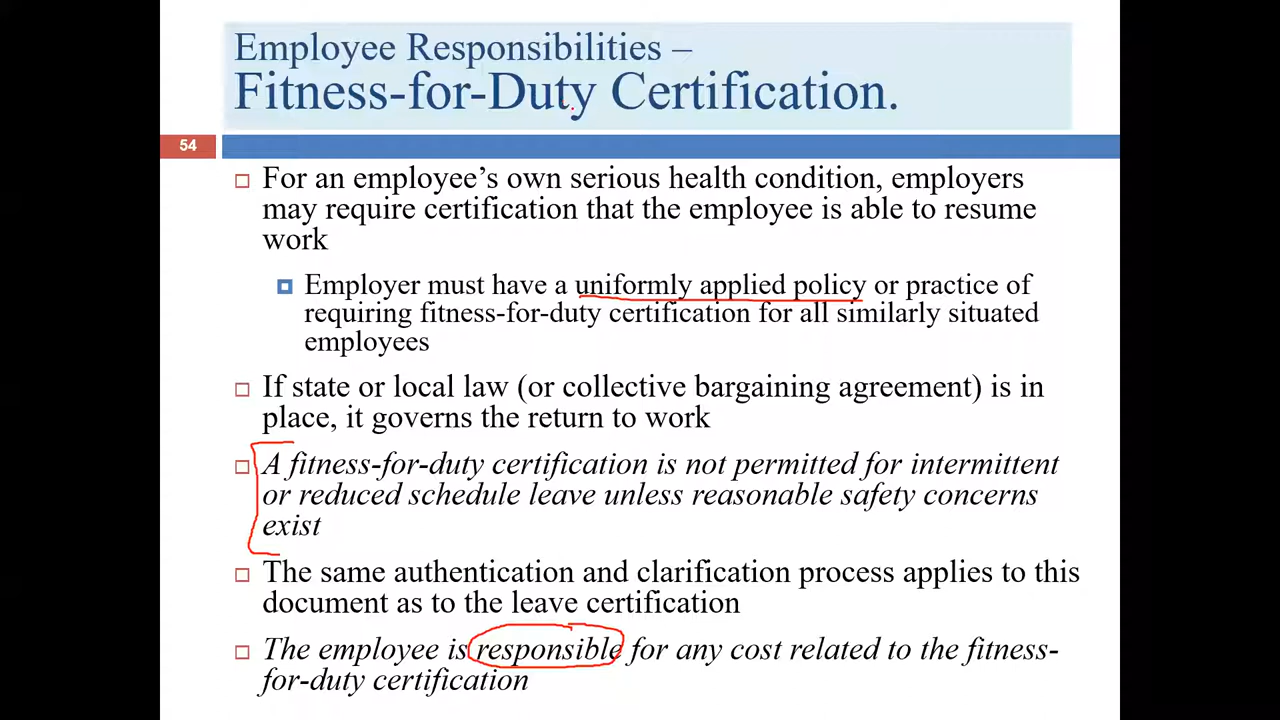 Employee Responsibilities –
Fitness-for-Duty Certification.
54
For an employee’s own serious health condition, employers
may require certification that the employee is able to resume
work
Employer must have a uniformly applied policy or practice of
requiring fitness-for-duty certification for all similarly situated
employees
If state or local law (or collective bargaining agreement) is in
place, it governs the return to work
A fitness-for-duty certification is not permitted for intermittent
or reduced schedule leave unless reasonable safety concerns
exist
The same authentication and clarification process applies to this
document as to the leave certification
The employee is responsible for any cost related to the fitness-
for-duty certification